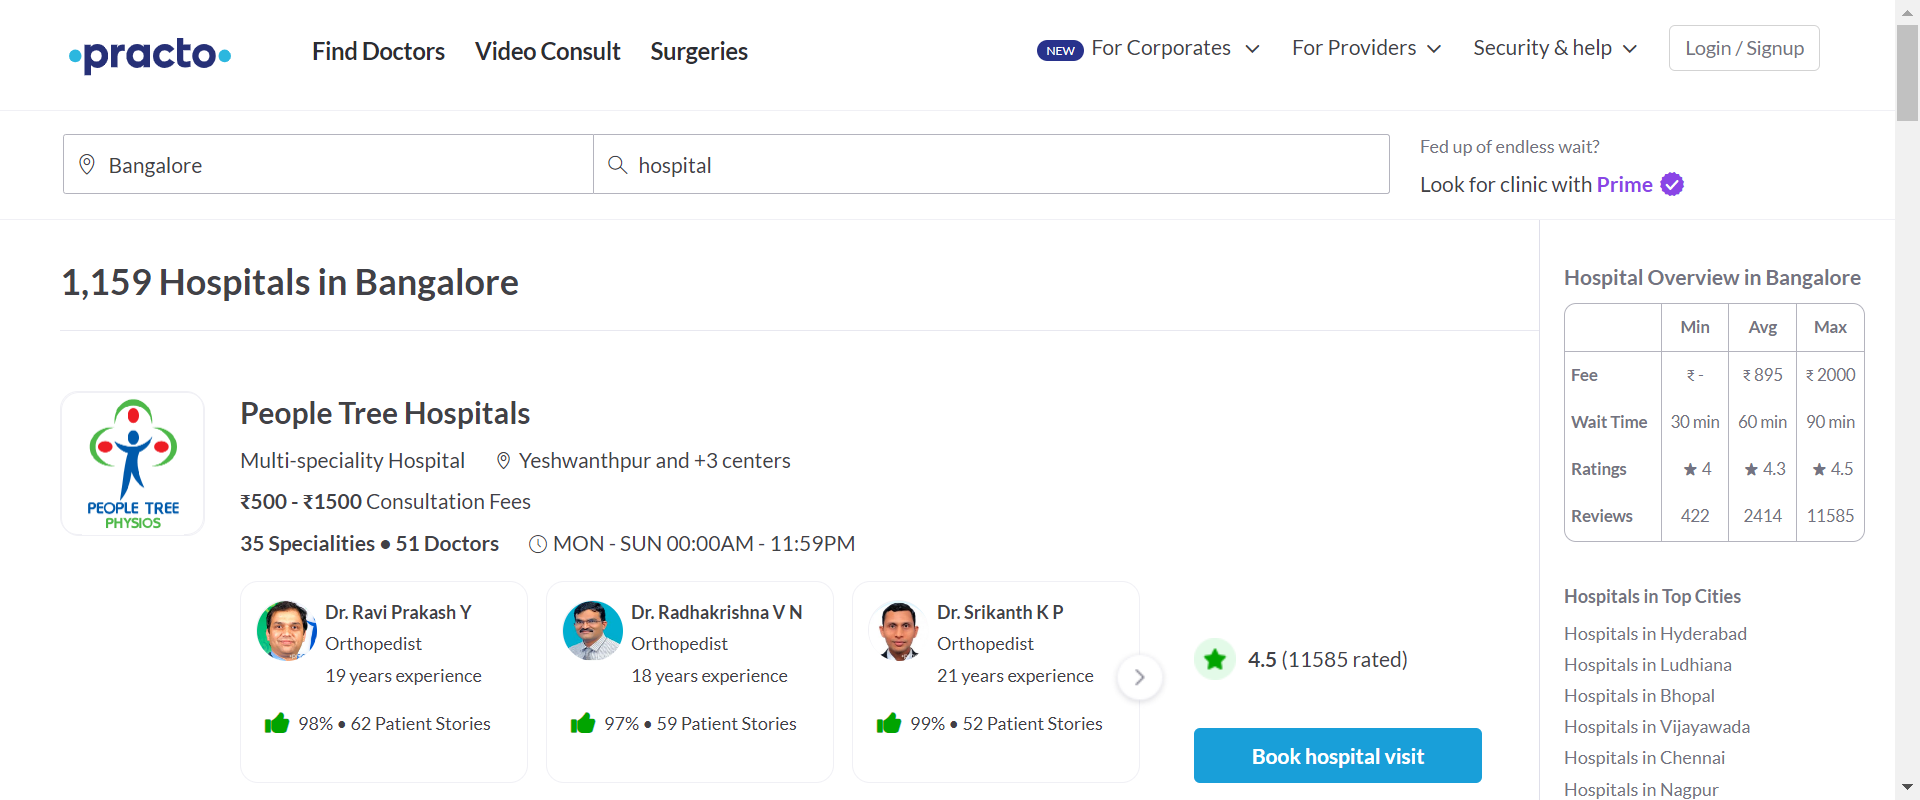 practo
Find Doctors Video Consult Surgeries
NEW For Corporates For Providers Security & help Login / Signup
Bangalore
hospital
Fed up of endless wait?
Look for clinic with Prime
1,159 Hospitals in Bangalore
PEOPLE TREE
PHYSIOS
People Tree Hospitals
Multi-speciality Hospital Yeshwanthpur and +3 centers
₹500 - ₹1500 Consultation Fees
35 Specialities • 51 Doctors MON - SUN 00:00AM - 11:59PM
Dr. Ravi Prakash Y
Orthopedist
19 years experience
98% • 62 Patient Stories
Dr. Radhakrishna V N
Orthopedist
18 years experience
97% • 59 Patient Stories
Dr. Srikanth K P
Orthopedist
21 years experience
99% • 52 Patient Stories
4.5 (11585 rated)
Book hospital visit
Hospital Overview in Bangalore
Min Avg Max
Fee ₹ - ₹ 895 ₹ 2000
Wait Time 30 min 60 min 90 min
Ratings ★ 4 ★ 4.3 ★ 4.5
Reviews 422 2414 11585
Hospitals in Top Cities
Hospitals in Hyderabad
Hospitals in Ludhiana
Hospitals in Bhopal
Hospitals in Vijayawada
Hospitals in Chennai
Hospitals in Nagpur